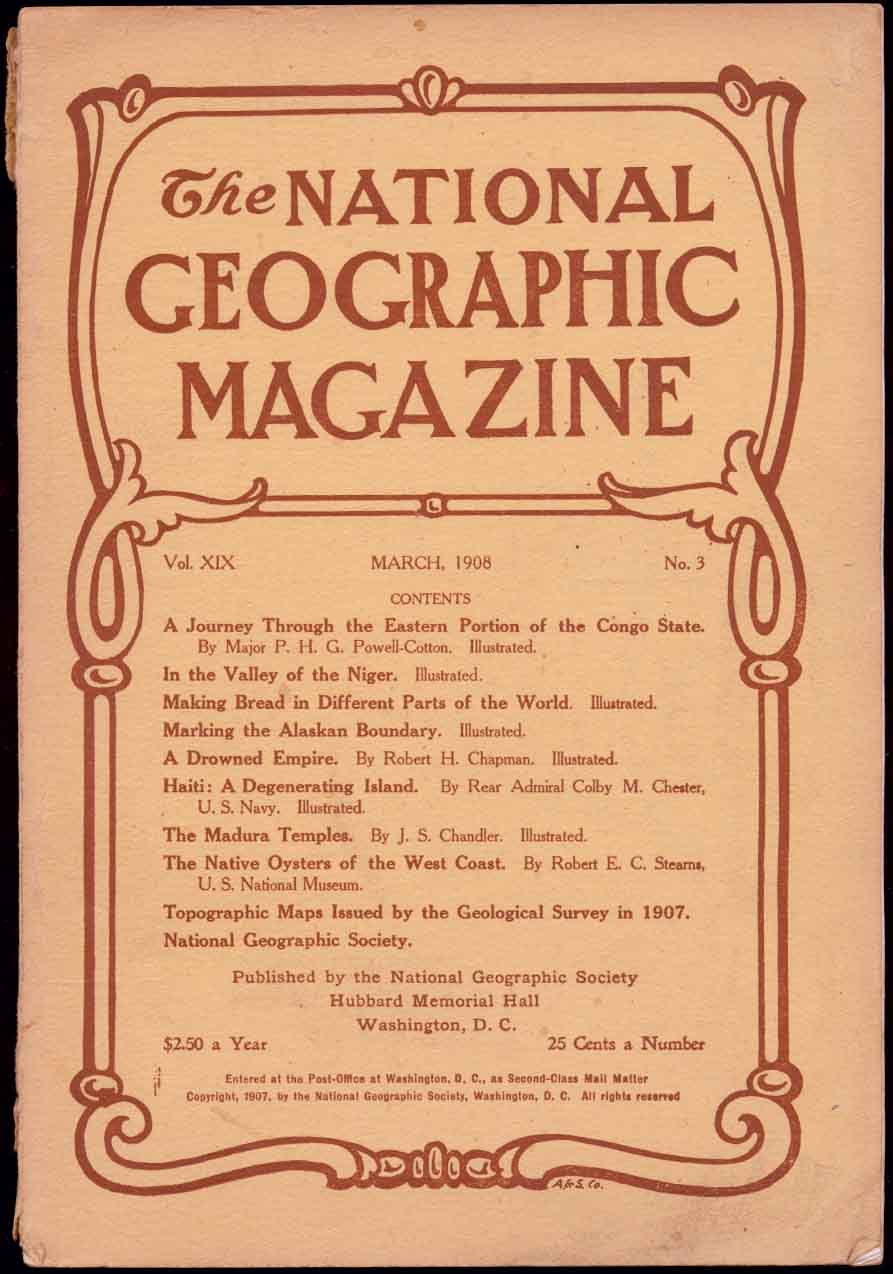 The NATIONAL
GEOGRAPHIC
MAGAZINE
Vol. XIX MARCH, 1908 No. 3
CONTENTS
A Journey Through the Eastern Portion of the Congo State.
By Major P. H. G. Powell-Cotton. Illustrated.
In the Valley of the Niger. Illustrated.
Making Bread in Different Parts of the World. Illustrated.
Marking the Alaskan Boundary. Illustrated.
A Drowned Empire. By Robert H. Chapman. Illustrated.
Haiti: A Degenerating Island. By Rear Admiral Colby M. Chester,
U. S. Navy. Illustrated.
The Madura Temples. By J. S. Chandler. Illustrated.
The Native Oysters of the West Coast. By Robert E. C. Stearns,
U. S. National Museum.
Topographic Maps Issued by the Geological Survey in 1907.
National Geographic Society.
Published by the National Geographic Society
Hubbard Memorial Hall
Washington, D. C.
$2.50 a Year 25 Cents a Number
Entered at the Post-Office at Washington, D. C., as Second-Class Mail Matter
Copyright, 1907, by the National Geographic Society, Washington, D. C. All rights reserved